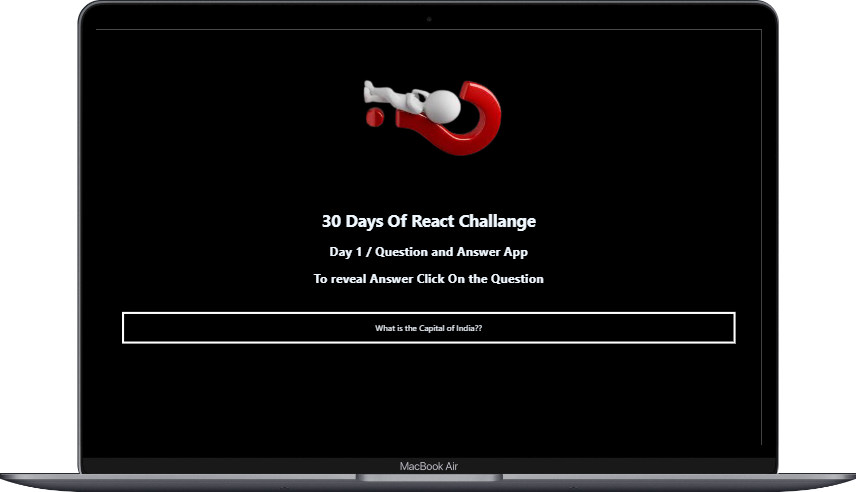 30 Days Of React Challange
Day 1 / Question and Answer App
To reveal Answer Click On the Question
What is the Capital of India??
MacBook Air